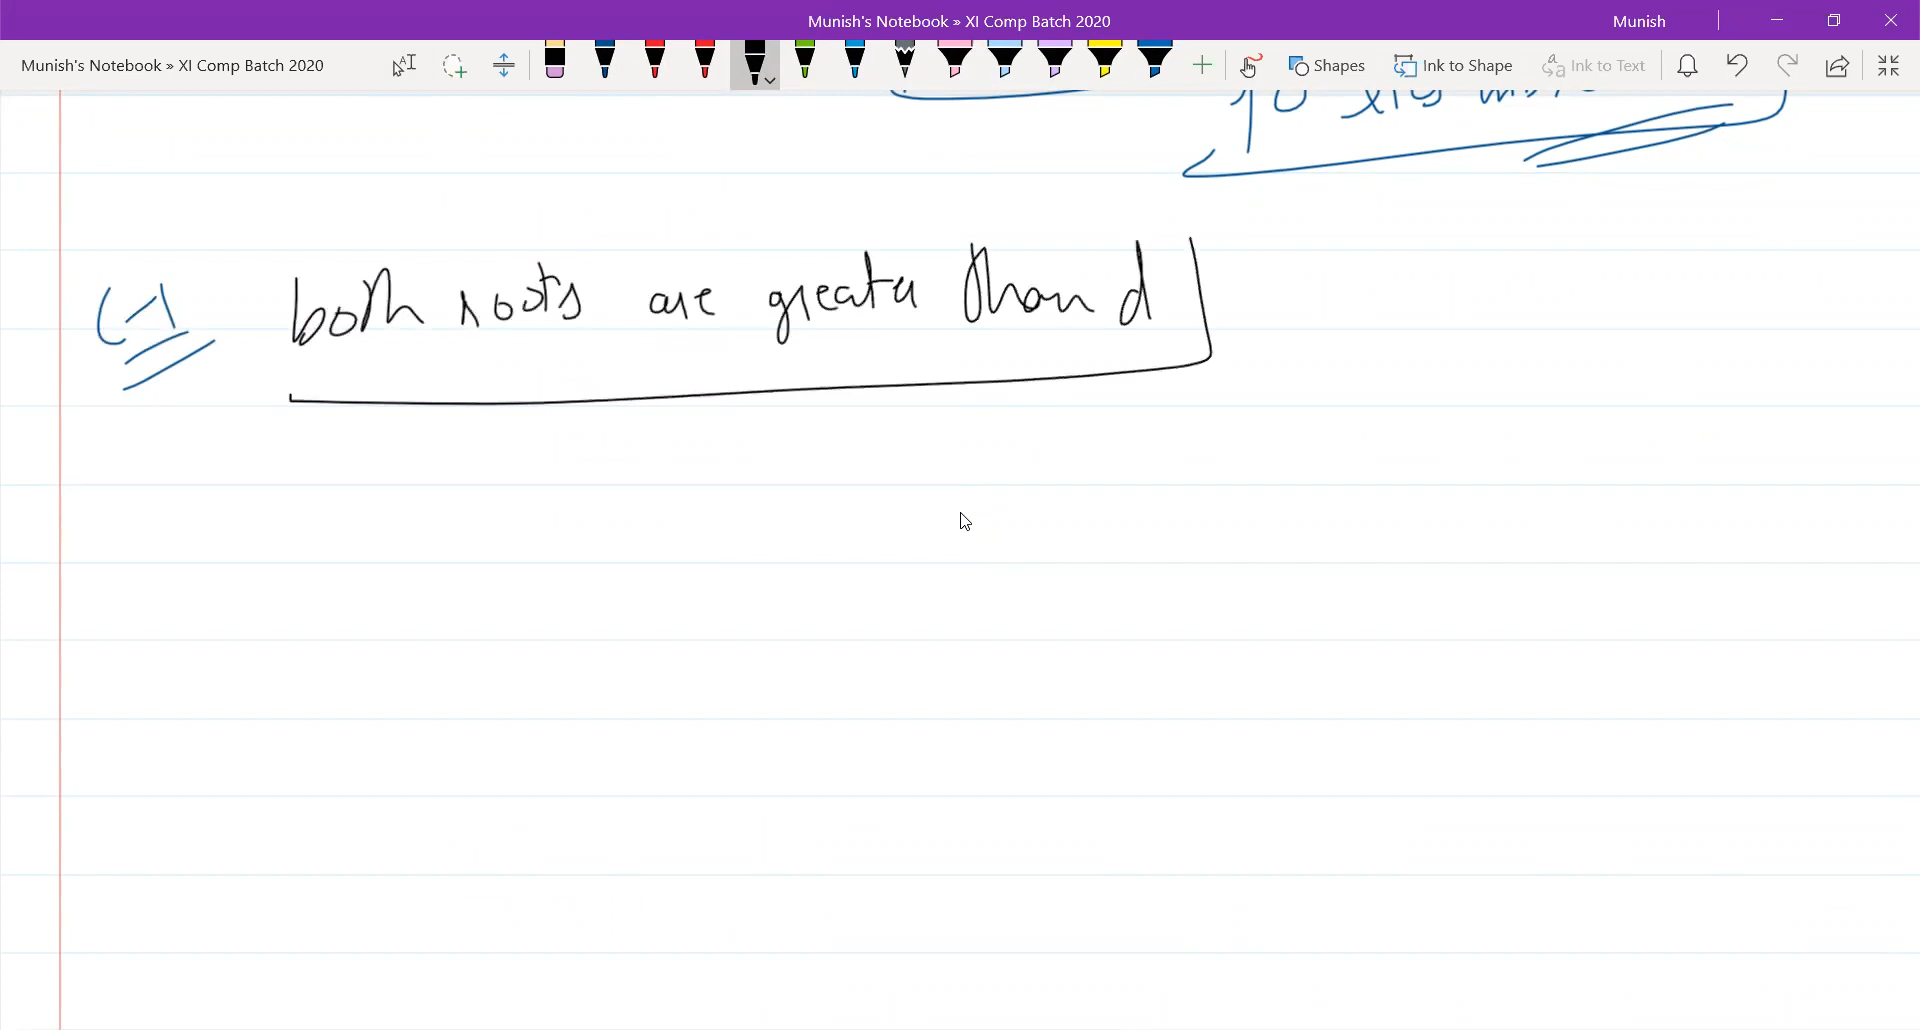 Munish's Notebook » XI Comp Batch 2020
Munish
Munish's Notebook » XI Comp Batch 2020
Shapes
Ink to Shape
Ink to Text
C-1
both roots are greater than d